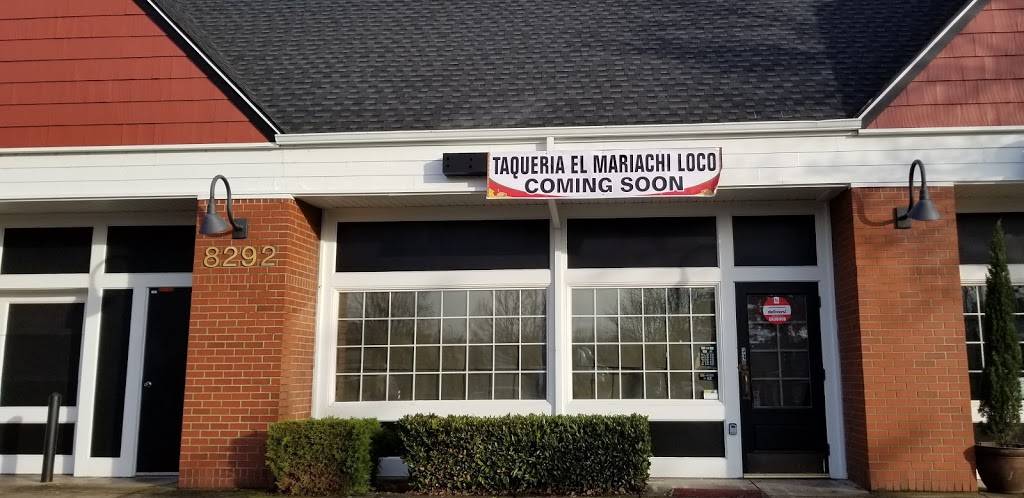 TAQUERIA EL MARIACHI LOCO
COMING SOON
8292